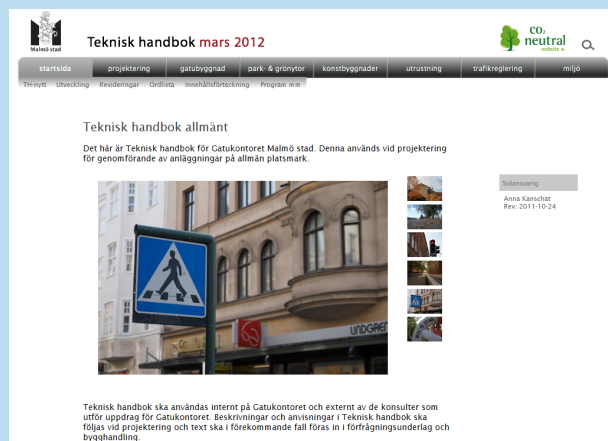 Malmö stad
Teknisk handbok mars 2012
CO2 neutral website
startsida projektering gatubyggnad park- & grönytor konstbyggnader utrustning trafikreglering miljö
TH-nytt Utveckling Revideringar Ordlista Innehållsförteckning Program mm
Teknisk handbok allmänt
Det här är Teknisk handbok för Gatukontoret Malmö stad. Denna används vid projektering
för genomförande av anläggningar på allmän platsmark.
Sidansvarig
Anna Kanschat
Rev: 2011-10-24
LINDGREN
Teknisk handbok ska användas internt på Gatukontoret och externt av de konsulter som
utför uppdrag för Gatukontoret. Beskrivningar och anvisningar i Teknisk handbok ska
följas vid projektering och text ska i förekommande fall föras in i förfrågningsunderlag och
bygghandling.